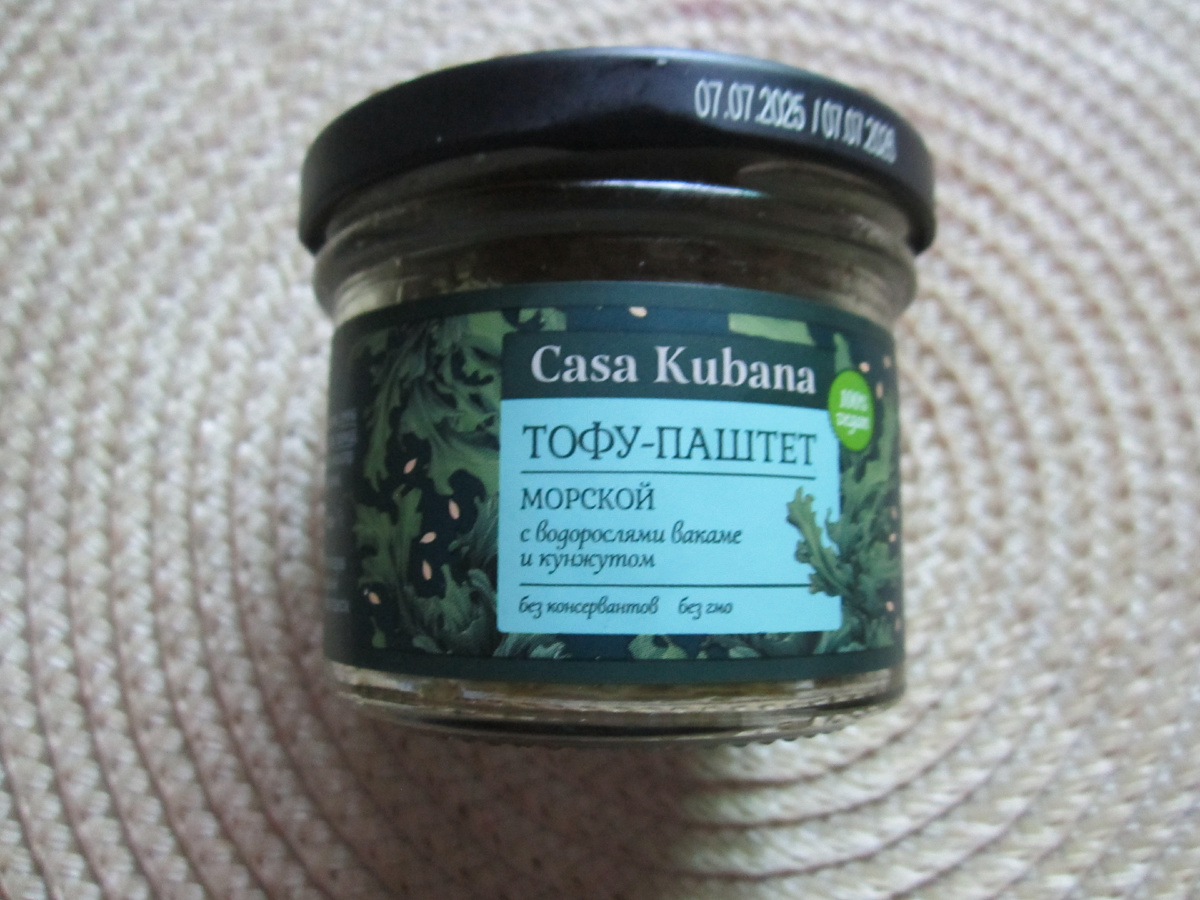 07.07.2025 / 07.07.2026
Casa Kubana
100%
vegan
ТОФУ-ПАШТЕТ
МОРСКОЙ
с водорослями вакаме
и кунжутом
без консервантов без гмо